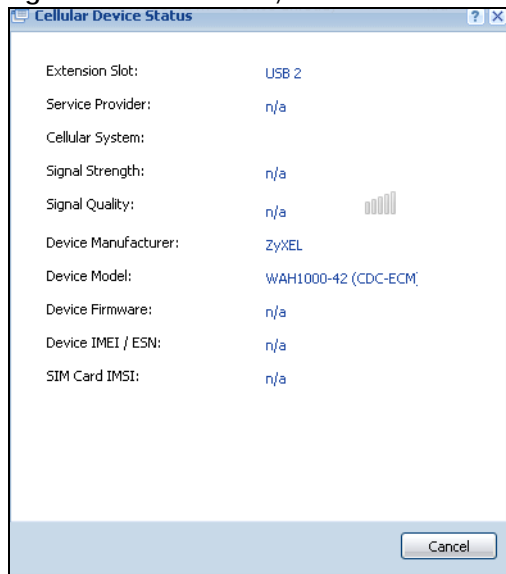 Cellular Device Status
Extension Slot: USB 2
Service Provider: n/a
Cellular System:
Signal Strength: n/a
Signal Quality: n/a
Device Manufacturer: ZyXEL
Device Model: WAH1000-42 (CDC-ECM)
Device Firmware: n/a
Device IMEI / ESN: n/a
SIM Card IMSI: n/a
Cancel